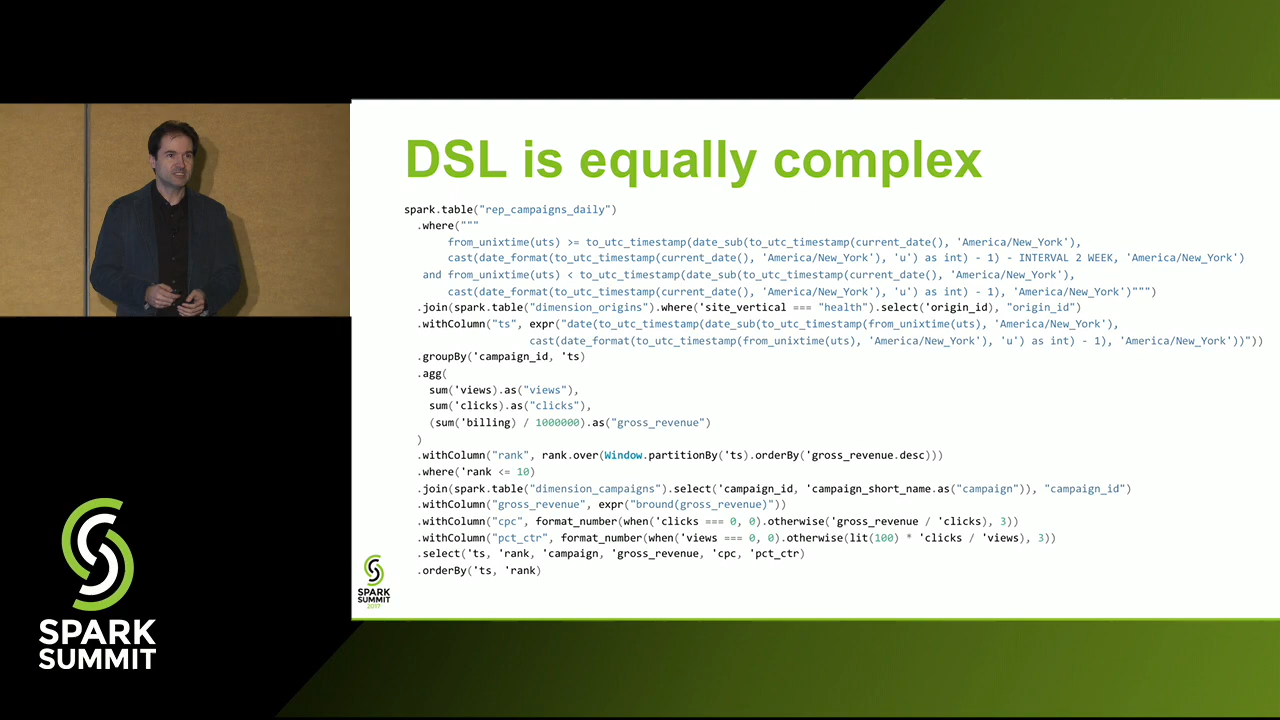 DSL is equally complex
spark.table("rep_campaigns_daily")
.where("""
from_unixtime(uts) >= to_utc_timestamp(date_sub(to_utc_timestamp(current_date(), 'America/New_York'),
cast(date_format(to_utc_timestamp(current_date(), 'America/New_York'), 'u') as int) - 1) - INTERVAL 2 WEEK, 'America/New_York')
and from_unixtime(uts) < to_utc_timestamp(date_sub(to_utc_timestamp(current_date(), 'America/New_York'),
cast(date_format(to_utc_timestamp(current_date(), 'America/New_York'), 'u') as int) - 1), 'America/New_York')""")
.join(spark.table("dimension_origins").where('site_vertical === "health").select('origin_id), "origin_id")
.withColumn("ts", expr("date(to_utc_timestamp(date_sub(to_utc_timestamp(from_unixtime(uts), 'America/New_York'),
cast(date_format(to_utc_timestamp(from_unixtime(uts), 'America/New_York'), 'u') as int) - 1), 'America/New_York'))"))
.groupBy('campaign_id, 'ts)
.agg(
sum('views).as("views"),
sum('clicks).as("clicks"),
(sum('billing) / 1000000).as("gross_revenue")
)
.withColumn("rank", rank.over(Window.partitionBy('ts).orderBy('gross_revenue.desc)))
.where('rank <= 10)
.join(spark.table("dimension_campaigns").select('campaign_id, 'campaign_short_name.as("campaign")), "campaign_id")
.withColumn("gross_revenue", expr("bround(gross_revenue)"))
.withColumn("cpc", format_number(when('clicks === 0, 0).otherwise('gross_revenue / 'clicks), 3))
.withColumn("pct_ctr", format_number(when('views === 0, 0).otherwise(lit(100) * 'clicks / 'views), 3))
.select('ts, 'rank, 'campaign, 'gross_revenue, 'cpc, 'pct_ctr)
.orderBy('ts, 'rank)
SPARK
SUMMIT
2017
SPARK
SUMMIT